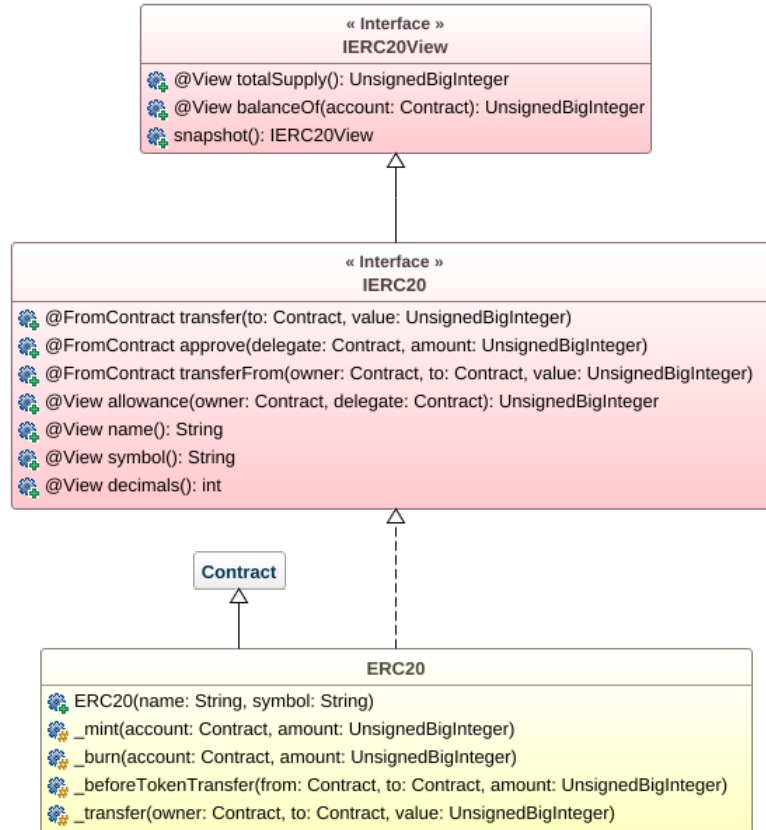 « Interface »
IERC20View
@View totalSupply(): UnsignedBigInteger
@View balanceOf(account: Contract): UnsignedBigInteger
snapshot(): IERC20View
« Interface »
IERC20
@FromContract transfer(to: Contract, value: UnsignedBigInteger)
@FromContract approve(delegate: Contract, amount: UnsignedBigInteger)
@FromContract transferFrom(owner: Contract, to: Contract, value: UnsignedBigInteger)
@View allowance(owner: Contract, delegate: Contract): UnsignedBigInteger
@View name(): String
@View symbol(): String
@View decimals(): int
Contract
ERC20
ERC20(name: String, symbol: String)
_mint(account: Contract, amount: UnsignedBigInteger)
_burn(account: Contract, amount: UnsignedBigInteger)
_beforeTokenTransfer(from: Contract, to: Contract, amount: UnsignedBigInteger)
_transfer(owner: Contract, to: Contract, value: UnsignedBigInteger)